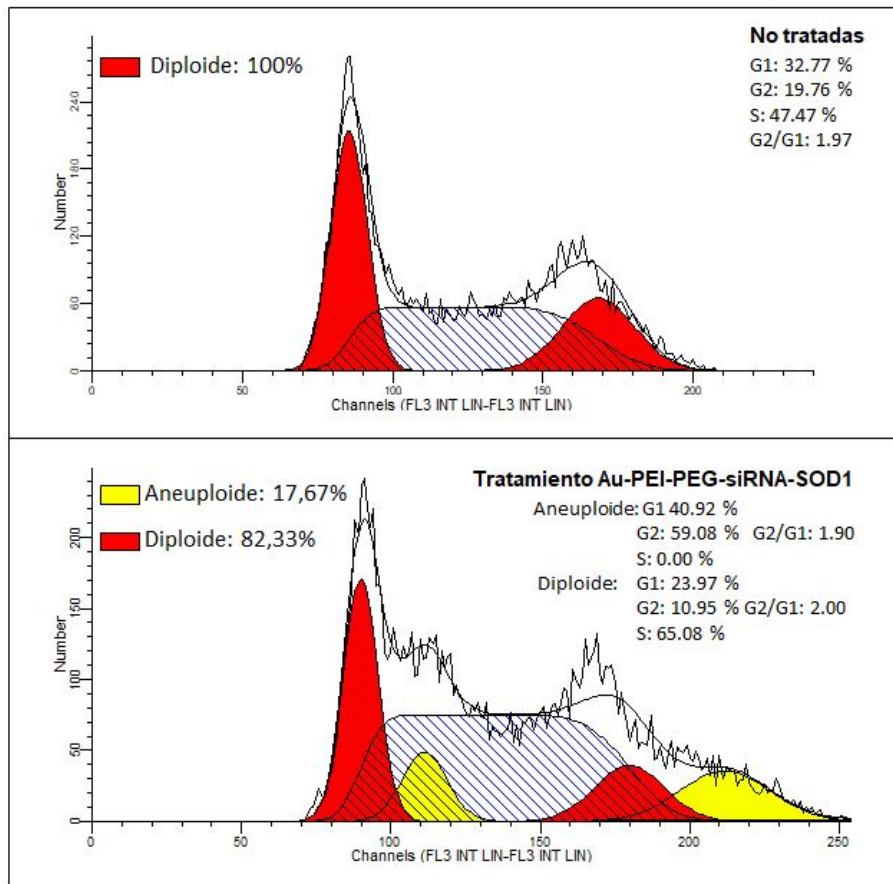 No tratadas
Diploide: 100%
G1: 32.77 %
G2: 19.76 %
S: 47.47 %
G2/G1: 1.97
Number
0 60 120 180 240
0 50 100 150 200
Channels (FL3 INT LIN-FL3 INT LIN)
Tratamiento Au-PEI-PEG-siRNA-SOD1
Aneuploide: 17,67%
Diploide: 82,33%
Aneuploide: G1 40.92 %
G2: 59.08 % G2/G1: 1.90
S: 0.00 %
Diploide: G1: 23.97 %
G2: 10.95 % G2/G1: 2.00
S: 65.08 %
Number
0 50 100 150 200
0 50 100 150 200 250
Channels (FL3 INT LIN-FL3 INT LIN)